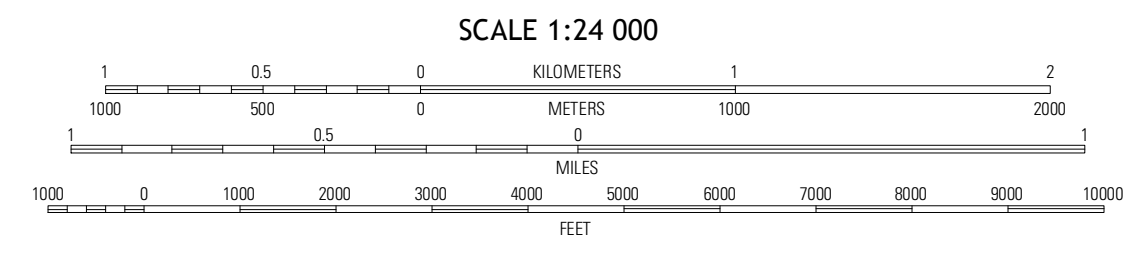 SCALE 1:24 000
1 0.5 0 KILOMETERS 1 2
1000 500 0 METERS 1000 2000
1 0.5 0 1
MILES
1000 0 1000 2000 3000 4000 5000 6000 7000 8000 9000 10000
FEET